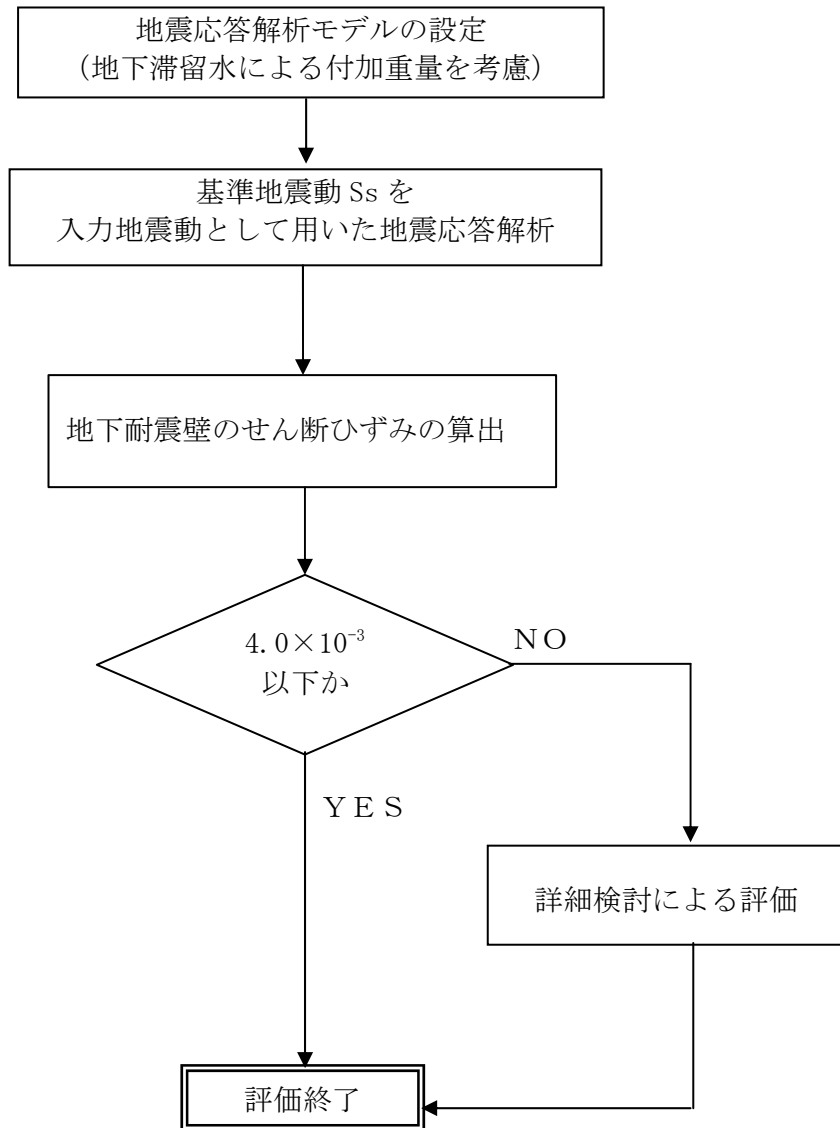 地震応答解析モデルの設定
（地下滞留水による付加重量を考慮）
基準地震動 Ss を
入力地震動として用いた地震応答解析
地下耐震壁のせん断ひずみの算出
4.0×10⁻³
以下か
ＮＯ
ＹＥＳ
詳細検討による評価
評価終了